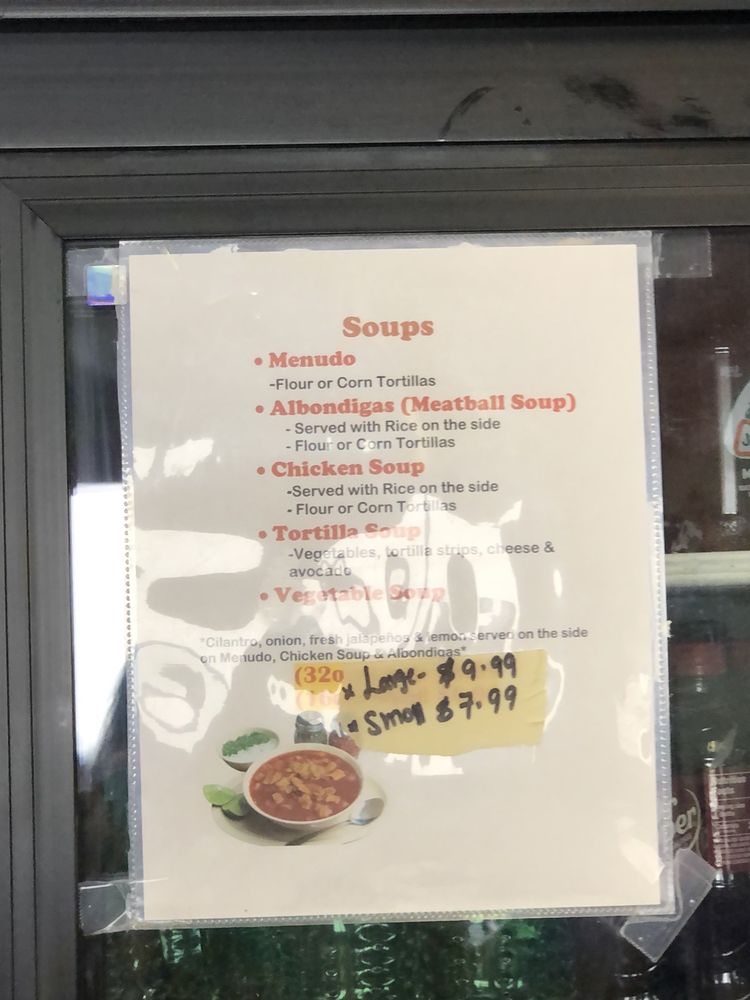 Soups
• Menudo
-Flour or Corn Tortillas
• Albondigas (Meatball Soup)
- Served with Rice on the side
- Flour or Corn Tortillas
• Chicken Soup
-Served with Rice on the side
- Flour or Corn Tortillas
• Tortilla Soup
-Vegetables, tortilla strips, cheese &
avocado
• Vegetable Soup
*Cilantro, onion, fresh jalapeños & lemon served on the side
on Menudo, Chicken Soup & Albondigas*
(32o
Large- $9.99
Small $7.99